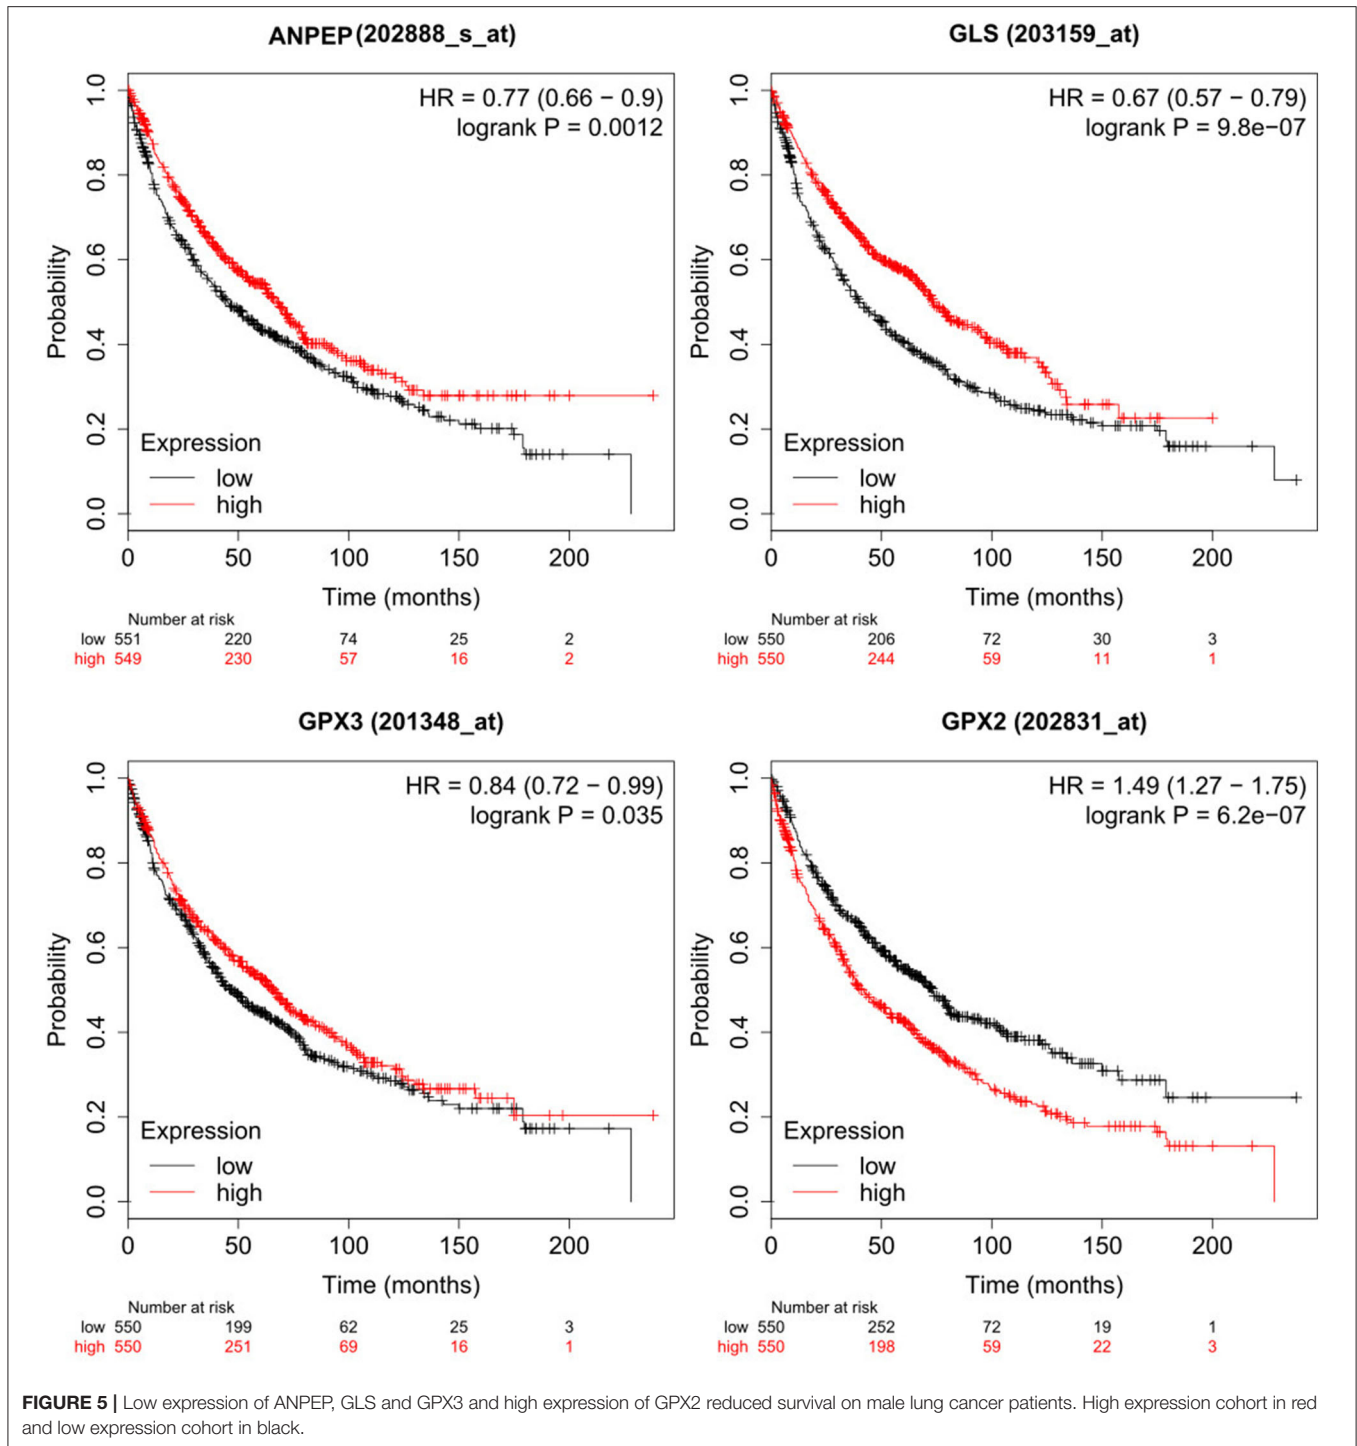 ANPEP(202888_s_at)
HR = 0.77 (0.66 − 0.9)
logrank P = 0.0012
Probability
1.0
0.8
0.6
0.4
0.2
0.0
Expression
low
high
0 50 100 150 200
Time (months)
Number at risk
low 551 220 74 25 2
high 549 230 57 16 2
GLS (203159_at)
HR = 0.67 (0.57 − 0.79)
logrank P = 9.8e−07
Probability
1.0
0.8
0.6
0.4
0.2
0.0
Expression
low
high
0 50 100 150 200
Time (months)
Number at risk
low 550 206 72 30 3
high 550 244 59 11 1
GPX3 (201348_at)
HR = 0.84 (0.72 − 0.99)
logrank P = 0.035
Probability
1.0
0.8
0.6
0.4
0.2
0.0
Expression
low
high
0 50 100 150 200
Time (months)
Number at risk
low 550 199 62 25 3
high 550 251 69 16 1
GPX2 (202831_at)
HR = 1.49 (1.27 − 1.75)
logrank P = 6.2e−07
Probability
1.0
0.8
0.6
0.4
0.2
0.0
Expression
low
high
0 50 100 150 200
Time (months)
Number at risk
low 550 252 72 19 1
high 550 198 59 22 3
FIGURE 5 | Low expression of ANPEP, GLS and GPX3 and high expression of GPX2 reduced survival on male lung cancer patients. High expression cohort in red
and low expression cohort in black.